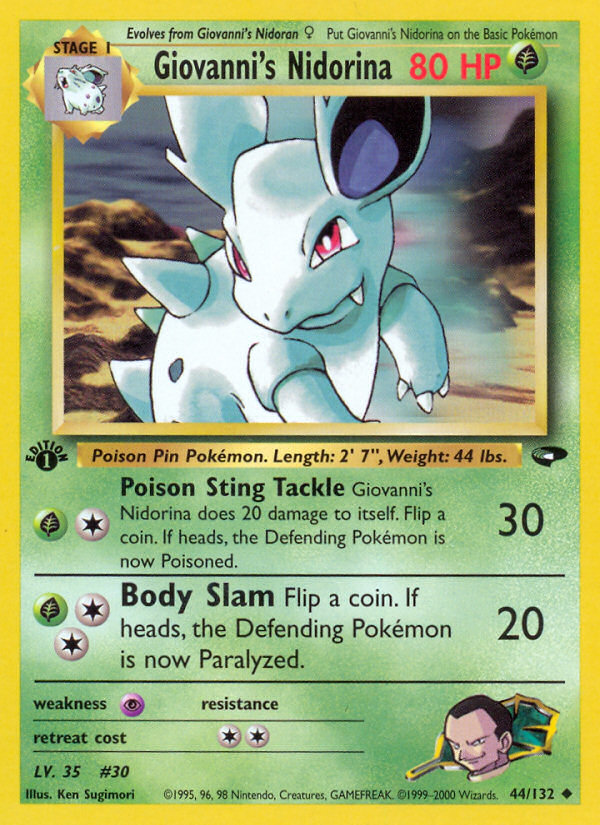 Evolves from Giovanni's Nidoran ♀ Put Giovanni's Nidorina on the Basic Pokémon
STAGE 1
Giovanni's Nidorina 80 HP
EDITION
1
Poison Pin Pokémon. Length: 2' 7", Weight: 44 lbs.
Poison Sting Tackle Giovanni's
Nidorina does 20 damage to itself. Flip a
coin. If heads, the Defending Pokémon is
now Poisoned.
30
Body Slam Flip a coin. If
heads, the Defending Pokémon
is now Paralyzed.
20
weakness resistance
retreat cost
LV. 35 #30
Illus. Ken Sugimori ©1995, 96, 98 Nintendo, Creatures, GAMEFREAK. ©1999-2000 Wizards. 44/132 ◆